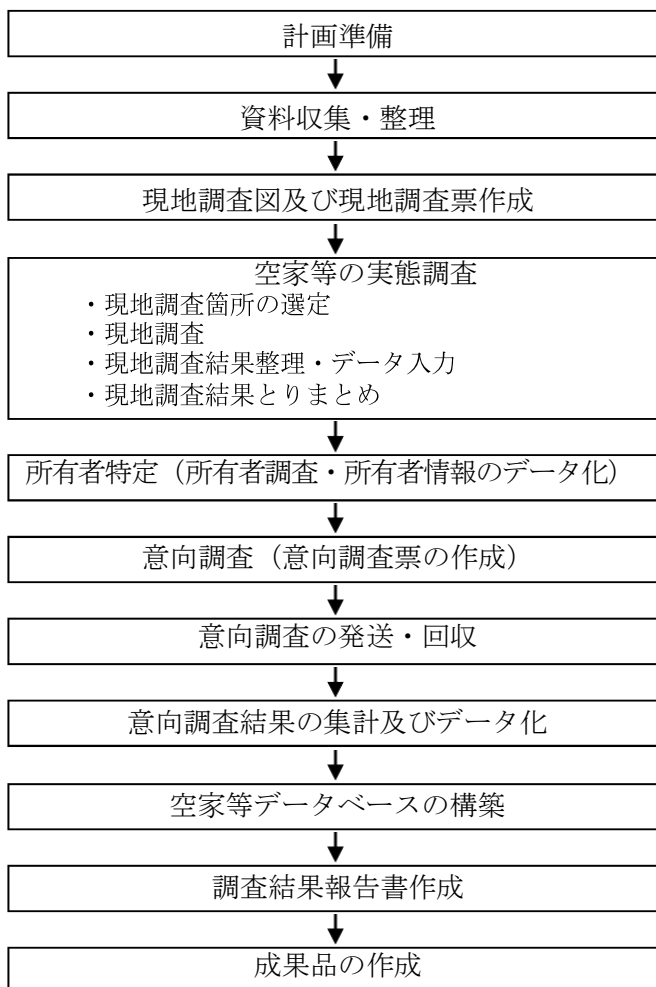 計画準備
資料収集・整理
現地調査図及び現地調査票作成
空家等の実態調査
・現地調査箇所の選定
・現地調査
・現地調査結果整理・データ入力
・現地調査結果とりまとめ
所有者特定（所有者調査・所有者情報のデータ化）
意向調査（意向調査票の作成）
意向調査の発送・回収
意向調査結果の集計及びデータ化
空家等データベースの構築
調査結果報告書作成
成果品の作成